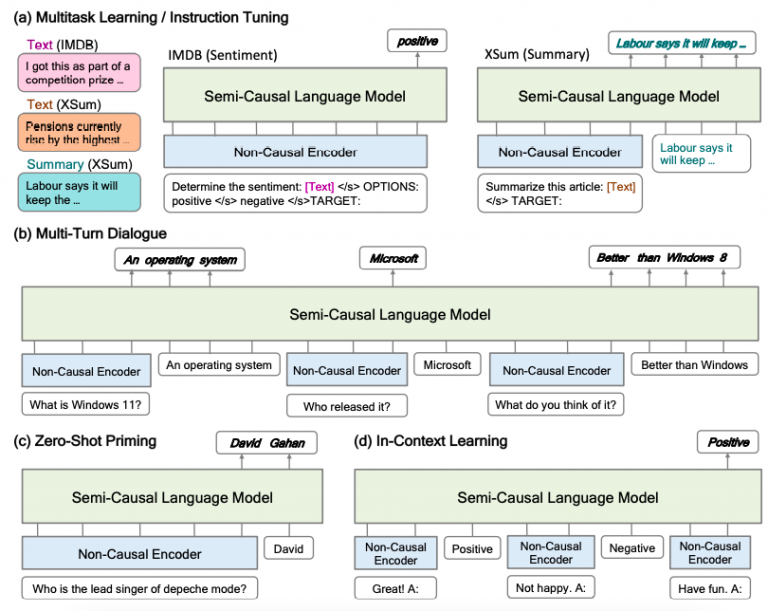 (a) Multitask Learning / Instruction Tuning
Text (IMDB)
I got this as part of a
competition prize ...
Text (XSum)
Pensions currently
rise by the highest ...
Summary (XSum)
Labour says it will
keep the ...
IMDB (Sentiment)
positive
Semi-Causal Language Model
Non-Causal Encoder
Determine the sentiment: [Text] </s> OPTIONS:
positive </s> negative </s>TARGET:
XSum (Summary)
Labour says it will keep ...
Semi-Causal Language Model
Non-Causal Encoder
Labour says it will
keep ...
Summarize this article: [Text]
</s> TARGET:
(b) Multi-Turn Dialogue
An operating system
Microsoft
Better than Windows 8
Semi-Causal Language Model
Non-Causal Encoder
An operating system
Non-Causal Encoder
Microsoft
Non-Causal Encoder
Better than Windows
What is Windows 11?
Who released it?
What do you think of it?
(c) Zero-Shot Priming
David Gahan
Semi-Causal Language Model
Non-Causal Encoder
David
Who is the lead singer of depeche mode?
(d) In-Context Learning
Positive
Semi-Causal Language Model
Non-Causal
Encoder
Positive
Non-Causal
Encoder
Negative
Non-Causal
Encoder
Great! A:
Not happy. A:
Have fun. A: